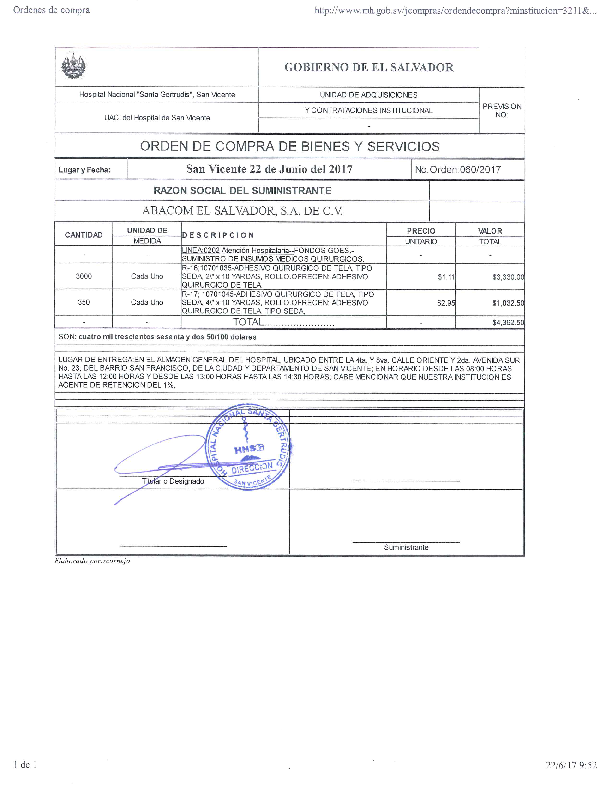 Ordenes de compra
http://www.mh.gob.sv/jcompras/ordendecompra?minstitucion=3211&...
GOBIERNO DE EL SALVADOR
Hospital Nacional "Santa Gertrudis", San Vicente
UNIDAD DE ADQUISICIONES
PREVISION NO:
UACI del Hospital de San Vicente
Y CONTRATACIONES INSTITUCIONAL
-
ORDEN DE COMPRA DE BIENES Y SERVICIOS
Lugar y Fecha: San Vicente 22 de Junio del 2017 No.Orden:060/2017
RAZON SOCIAL DEL SUMINISTRANTE
ABACOM EL SALVADOR, S.A. DE C.V.
CANTIDAD UNIDAD DE MEDIDA DESCRIPCION PRECIO UNITARIO VALOR TOTAL
LINEA:0202 Atención Hospitalaria--FONDOS GOES.- - -
SUMINISTRO DE INSUMOS MEDICOS QUIRURGICOS.
R-16;10701035-ADHESIVO QUIRURGICO DE TELA, TIPO
3000 Cada Uno SEDA, 2\" x 10 YARDAS, ROLLO.OFRECEN: ADHESIVO $1.11 $3,330.00
QUIRURGICO DE TELA
R-17; 10701045-ADHESIVO QUIRURGICO DE TELA, TIPO
350 Cada Uno SEDA, 4\" x 10 YARDAS, ROLLO.OFRECEN: ADHESIVO $2.95 $1,032.50
QUIRURGICO DE TELA, TIPO SEDA.
- TOTAL....................... - $4,362.50
SON: cuatro mil trescientos sesenta y dos 50/100 dolares
LUGAR DE ENTREGA:EN EL ALMACEN GENERAL DEL HOSPITAL, UBICADO ENTRE LA 4ta. Y 5va. CALLE ORIENTE Y 2da. AVENIDA SUR
No. 23, DEL BARRIO SAN FRANCISCO, DE LA CIUDAD Y DEPARTAMENTO DE SAN VICENTE; EN HORARIO DESDE LAS 08:00 HORAS
HASTA LAS 12:00 HORAS Y DESDE LAS 13:00 HORAS HASTA LAS 14:30 HORAS, CABE MENCIONAR QUE NUESTRA INSTITUCION ES
AGENTE DE RETENCION DEL 1%.
HOSPITAL NACIONAL SANTA GERTRUDIS
HNSG
DIRECCION
SAN VICENTE
Titular o Designado
Suministrante
Elaborado por:
1 de 1
22/6/17 9:52